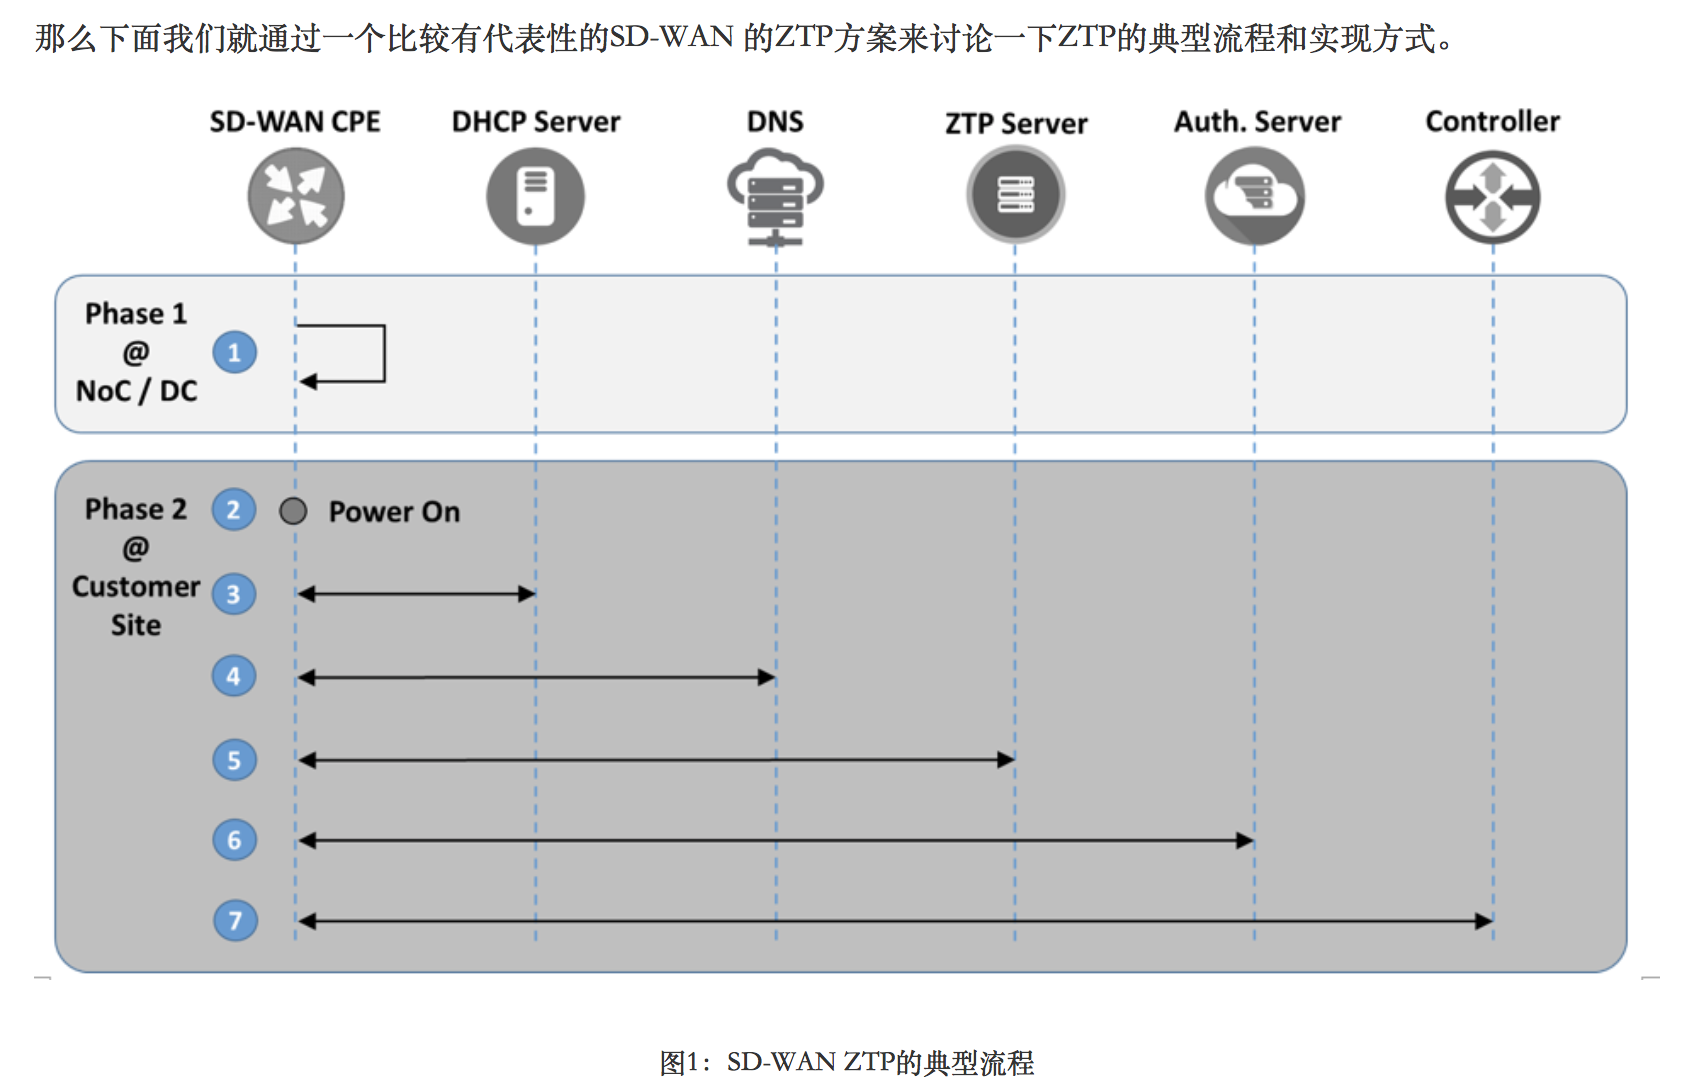 那么下面我们就通过一个比较有代表性的SD-WAN 的ZTP方案来讨论一下ZTP的典型流程和实现方式。
SD-WAN CPE
DHCP Server
DNS
ZTP Server
Auth. Server
Controller
Phase 1
@
NoC / DC
1
Phase 2
@
Customer
Site
2
Power On
3
4
5
6
7
图1：SD-WAN ZTP的典型流程